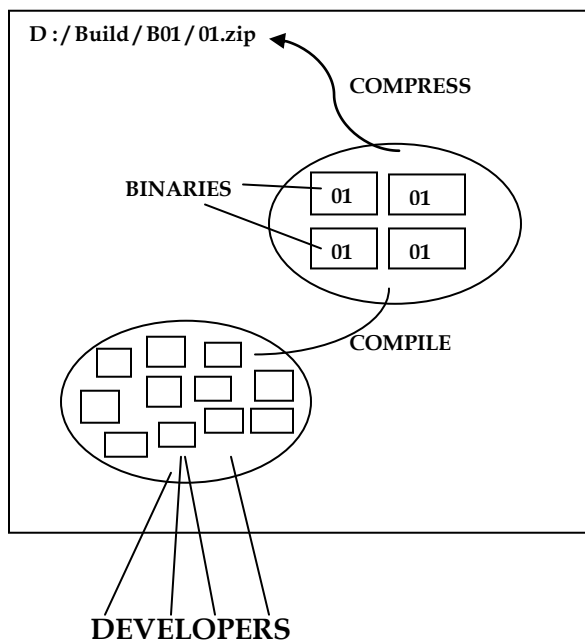 D :/ Build / B01 / 01.zip
COMPRESS
BINARIES
01
01
01
01
COMPILE
DEVELOPERS